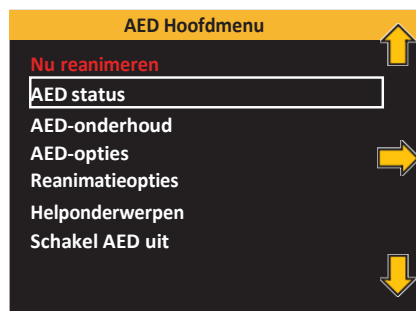 AED Hoofdmenu
Nu reanimeren
AED status
AED-onderhoud
AED-opties
Reanimatieopties
Helponderwerpen
Schakel AED uit